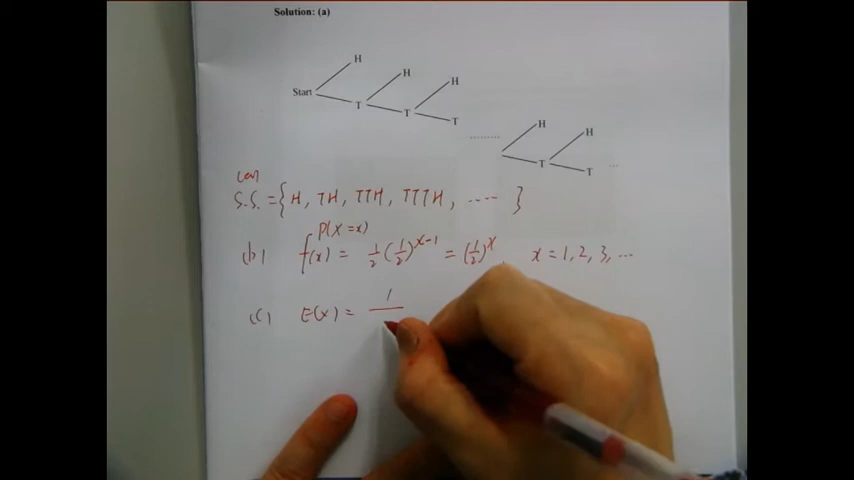 Solution: (a)
H
H
H
Start
T
T
T
.........
H
H
T
T
...
(a)
S.S. = { H, TH, TTH, TTTH, ..... }
P(X=x)
(b) f(x) = 1/2 (1/2)^x-1 = (1/2)^x, x = 1, 2, 3, ...
(c) E(X) = 1